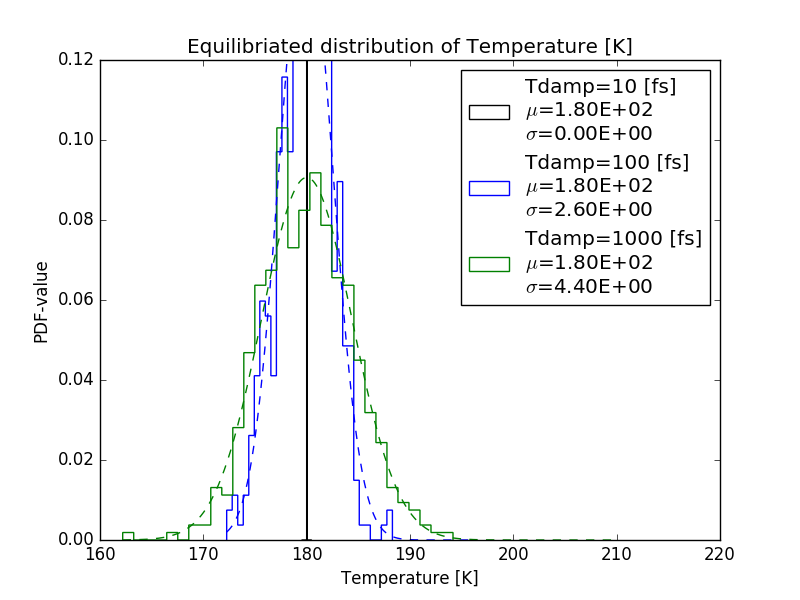 Equilibriated distribution of Temperature [K]
0.12
0.10
0.08
0.06
0.04
0.02
0.00
PDF-value
Tdamp=10 [fs]
μ=1.80E+02
σ=0.00E+00
Tdamp=100 [fs]
μ=1.80E+02
σ=2.60E+00
Tdamp=1000 [fs]
μ=1.80E+02
σ=4.40E+00
160 170 180 190 200 210 220
Temperature [K]